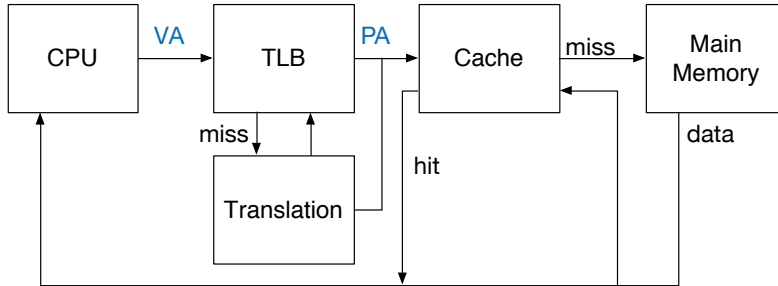 VA
PA
CPU
TLB
Cache
miss
Main
Memory
miss
data
hit
Translation